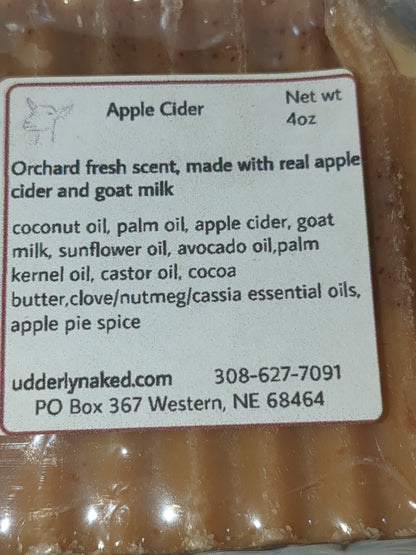 Apple Cider
Net wt
4oz
Orchard fresh scent, made with real apple
cider and goat milk
coconut oil, palm oil, apple cider, goat
milk, sunflower oil, avocado oil,palm
kernel oil, castor oil, cocoa
butter,clove/nutmeg/cassia essential oils,
apple pie spice
udderlynaked.com 308-627-7091
PO Box 367 Western, NE 68464